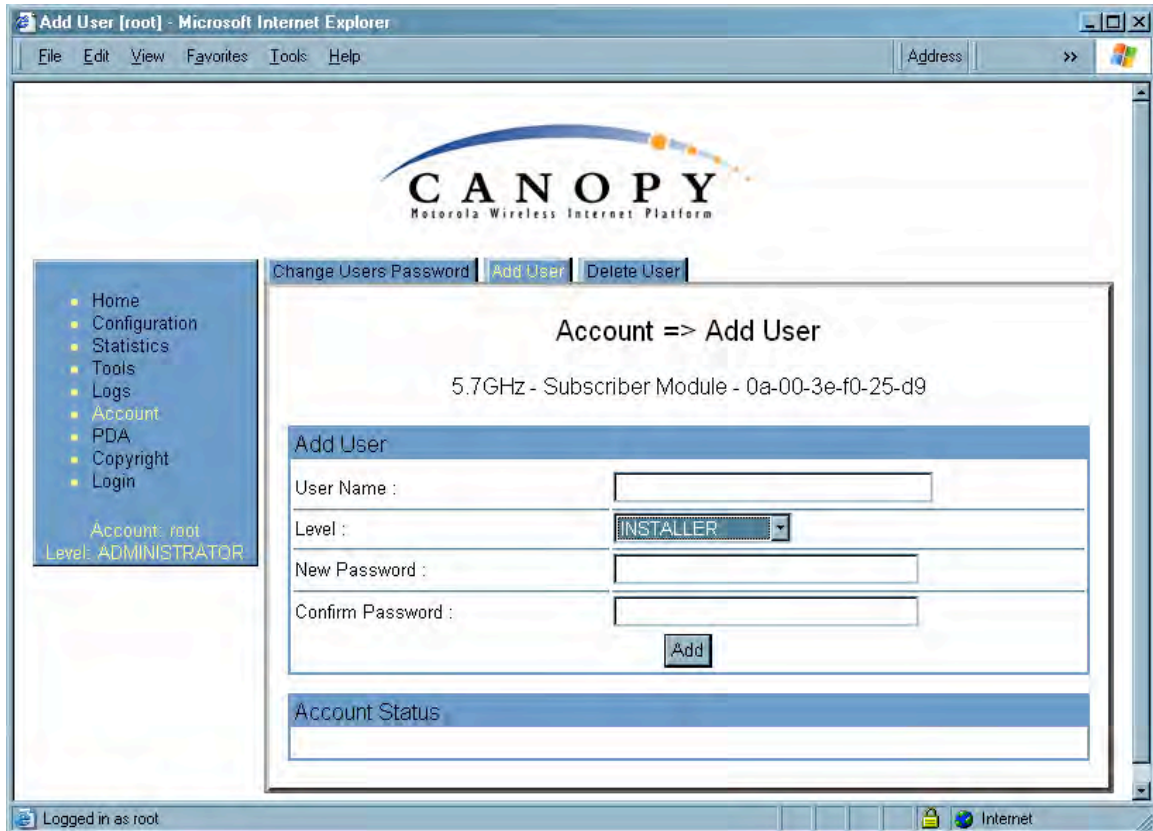 Add User [root] - Microsoft Internet Explorer
File Edit View Favorites Tools Help Address »
CANOPY
Motorola Wireless Internet Platform
Change Users Password Add User Delete User
Home
Configuration
Statistics
Tools
Logs
Account
PDA
Copyright
Login
Account: root
Level: ADMINISTRATOR
Account => Add User
5.7GHz - Subscriber Module - 0a-00-3e-f0-25-d9
Add User
User Name :
Level : INSTALLER
New Password :
Confirm Password :
Add
Account Status
Logged in as root Internet